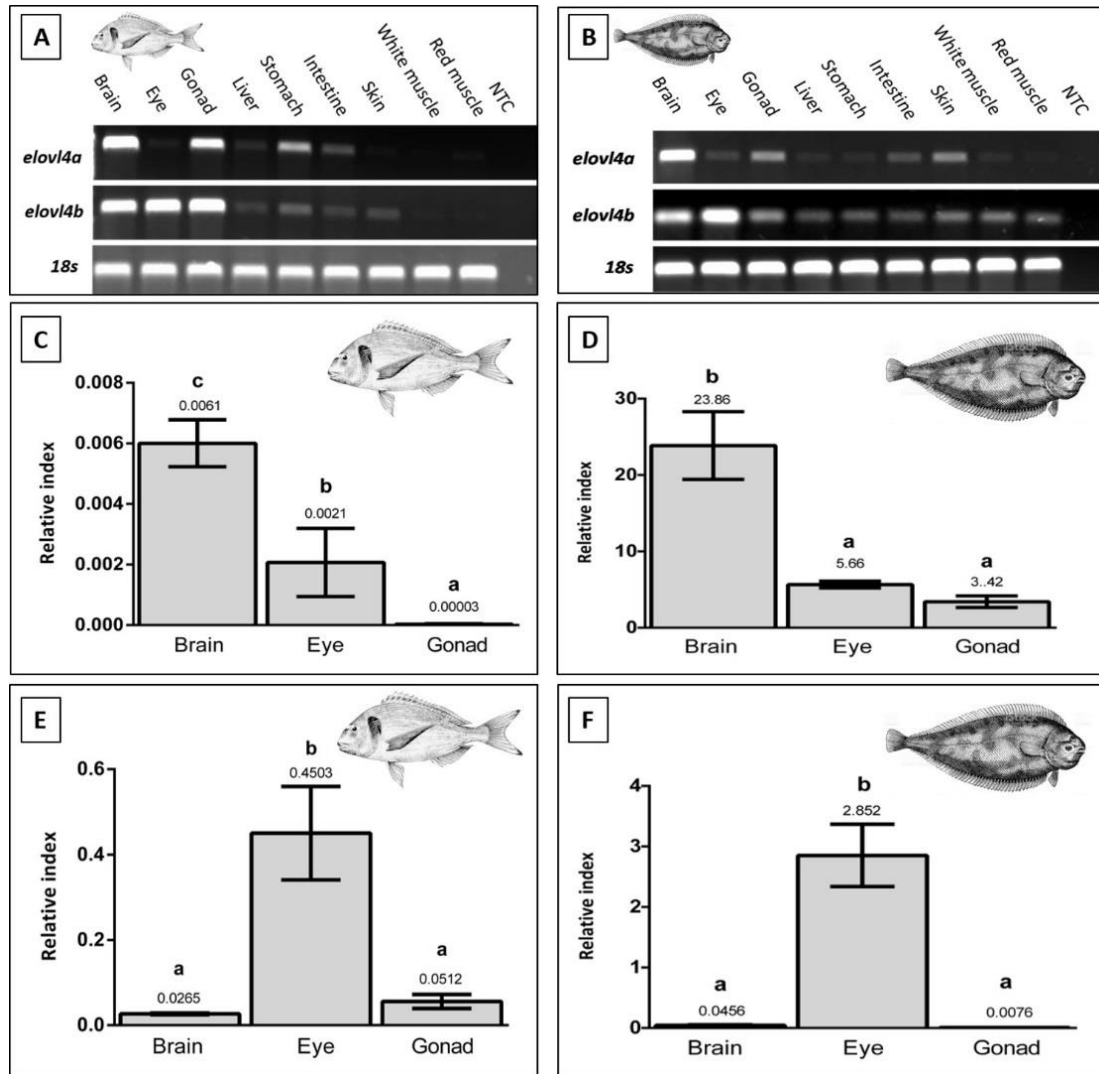 A
Brain Eye Gonad Liver Stomach Intestine Skin White muscle Red muscle NTC
elovl4a
elovl4b
18s
B
Brain Eye Gonad Liver Stomach Intestine Skin White muscle Red muscle NTC
elovl4a
elovl4b
18s
C
Relative index
0.008
0.006
0.004
0.002
0.000
c
0.0061
b
0.0021
a
0.00003
Brain Eye Gonad
D
Relative index
30
20
10
0
b
23.86
a
5.66
a
3..42
Brain Eye Gonad
E
Relative index
0.6
0.4
0.2
0.0
a
0.0265
b
0.4503
a
0.0512
Brain Eye Gonad
F
Relative index
4
3
2
1
0
a
0.0456
b
2.852
a
0.0076
Brain Eye Gonad